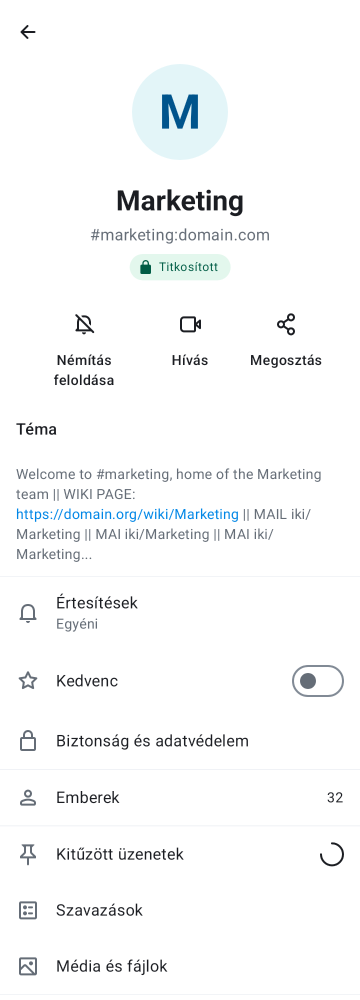 M
Marketing
#marketing:domain.com
Titkosított
Némítás
feloldása
Hívás
Megosztás
Téma
Welcome to #marketing, home of the Marketing
team || WIKI PAGE:
https://domain.org/wiki/Marketing || MAIL iki/
Marketing || MAI iki/Marketing || MAI iki/
Marketing...
Értesítések
Egyéni
Kedvenc
Biztonság és adatvédelem
Emberek
32
Kitűzött üzenetek
Szavazások
Média és fájlok